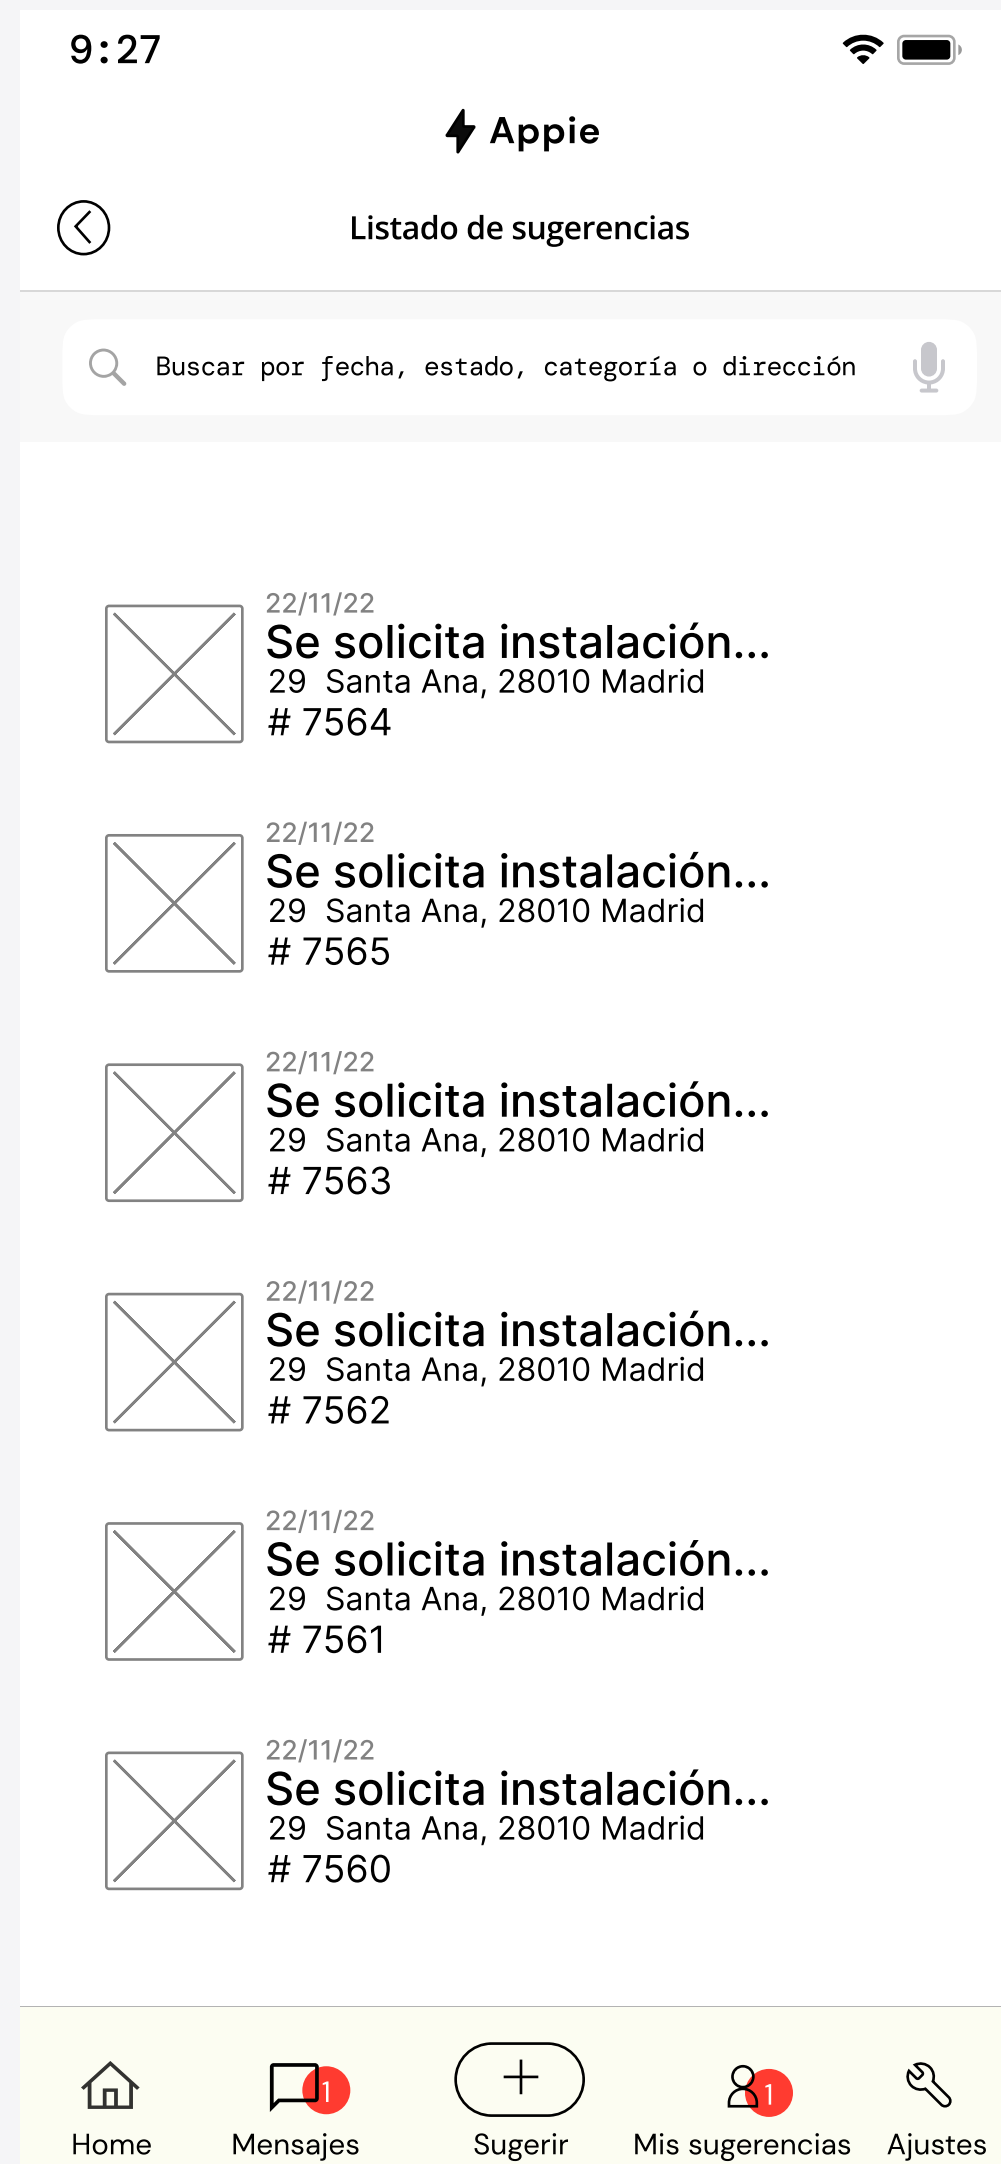 9:27
Appie
Listado de sugerencias
Buscar por fecha, estado, categoría o dirección
22/11/22
Se solicita instalación...
29  Santa Ana, 28010 Madrid
# 7564
22/11/22
Se solicita instalación...
29  Santa Ana, 28010 Madrid
# 7565
22/11/22
Se solicita instalación...
29  Santa Ana, 28010 Madrid
# 7563
22/11/22
Se solicita instalación...
29  Santa Ana, 28010 Madrid
# 7562
22/11/22
Se solicita instalación...
29  Santa Ana, 28010 Madrid
# 7561
22/11/22
Se solicita instalación...
29  Santa Ana, 28010 Madrid
# 7560
1 1
Home Mensajes Sugerir Mis sugerencias Ajustes